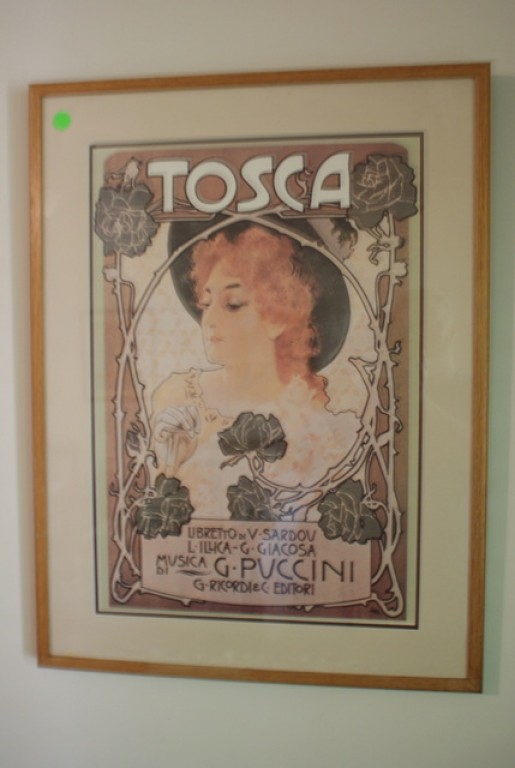 TOSCA
LIBRETTO DI V. SARDOU
L. ILLICA - G. GIACOSA
MUSICA DI G. PUCCINI
G. RICORDI & C. EDITORI